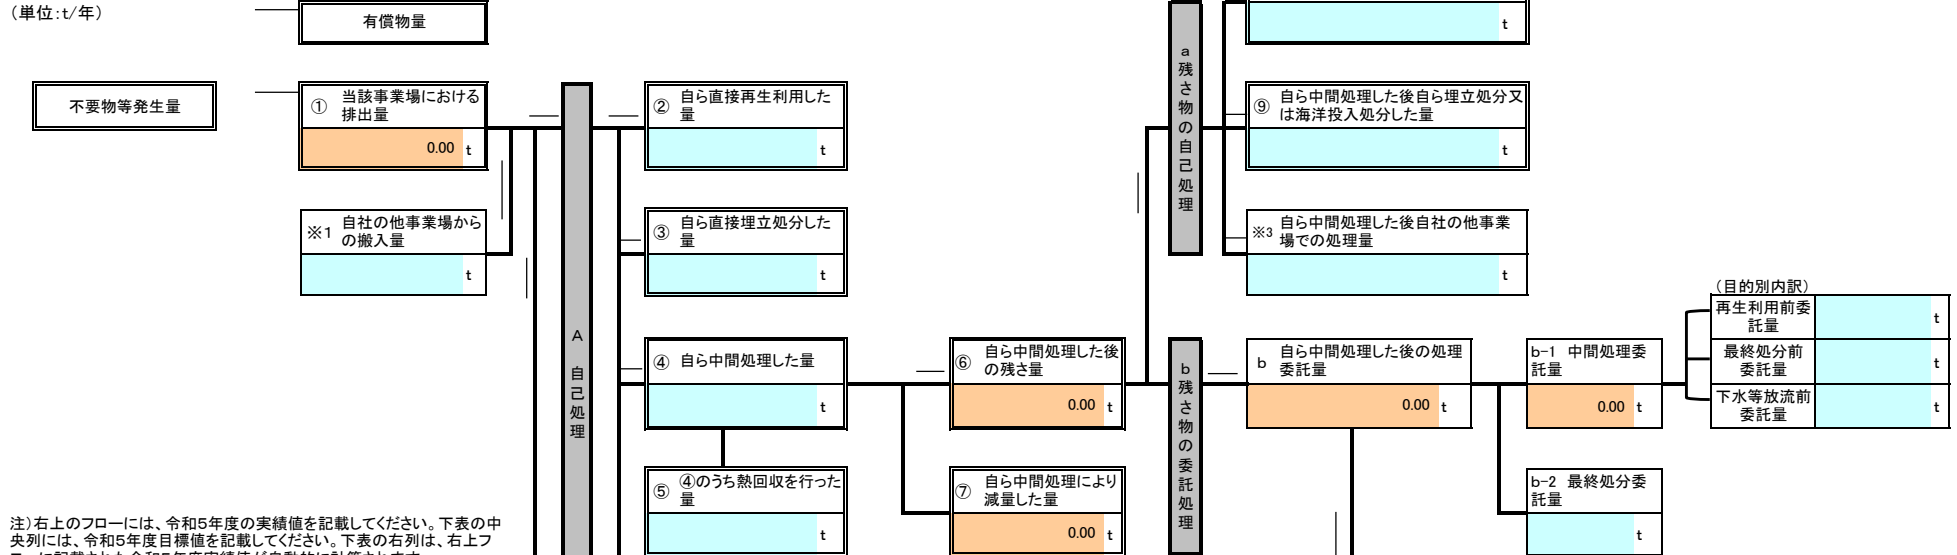 （単位:t/年）
有償物量
t
不要物等発生量
① 当該事業場における
排出量
0.00 t
② 自ら直接再生利用した
量
t
a
残
さ
物
の
自
己
処
理
⑨ 自ら中間処理した後自ら埋立処分又
は海洋投入処分した量
t
※1 自社の他事業場から
の搬入量
t
③ 自ら直接埋立処分した
量
t
※3 自ら中間処理した後自社の他事業
場での処理量
t
（目的別内訳）
再生利用前委
託量
t
最終処分前
委託量
t
下水等放流前
委託量
t
A
自
己
処
理
④ 自ら中間処理した量
t
⑥ 自ら中間処理した後
の残さ量
0.00 t
b
残
さ
物
の
委
託
処
理
b 自ら中間処理した後の処理
委託量
0.00 t
b-1 中間処理委
託量
0.00 t
⑤ ④のうち熱回収を行った
量
t
⑦ 自ら中間処理により
減量した量
0.00 t
b-2 最終処分委
託量
t
注)右上のフローには、令和5年度の実績値を記載してください。下表の中
央列には、令和5年度目標値を記載してください。下表の右列は、右上フ